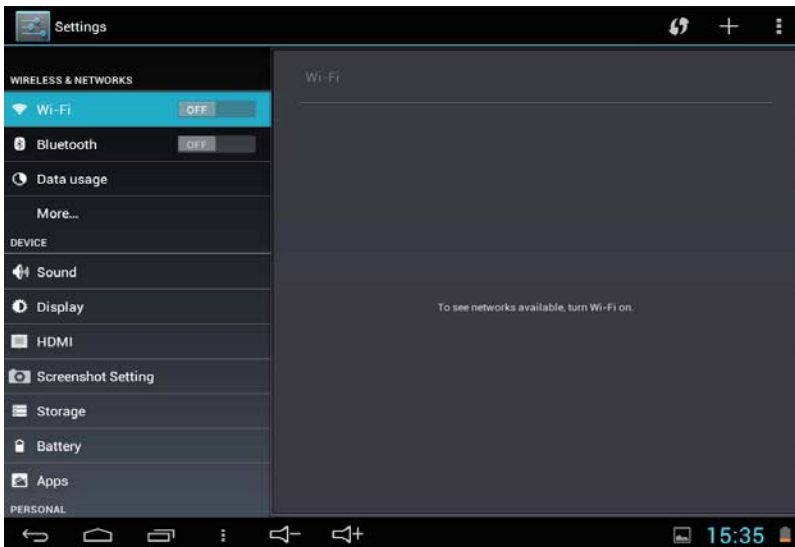 Settings
WIRELESS & NETWORKS
Wi-Fi OFF
Bluetooth OFF
Data usage
More...
DEVICE
Sound
Display
HDMI
Screenshot Setting
Storage
Battery
Apps
PERSONAL
Wi-Fi
To see networks available, turn Wi-Fi on.
15:35